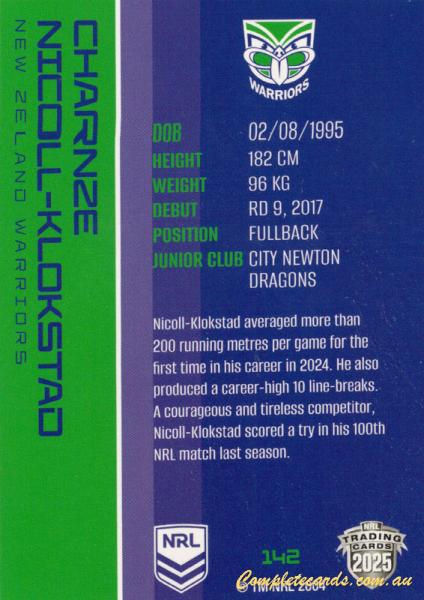 CHARNZE
NICOLL-KLOKSTAD
NEW ZELAND WARRIORS
WARRIORS
DOB 02/08/1995
HEIGHT 182 CM
WEIGHT 96 KG
DEBUT RD 9, 2017
POSITION FULLBACK
JUNIOR CLUB CITY NEWTON
DRAGONS
Nicoll-Klokstad averaged more than
200 running metres per game for the
first time in his career in 2024. He also
produced a career-high 10 line-breaks.
A courageous and tireless competitor,
Nicoll-Klokstad scored a try in his 100th
NRL match last season.
NRL
142
NRL
TRADING
CARDS
2025
Completecards.com.au
© TM NRL 2004